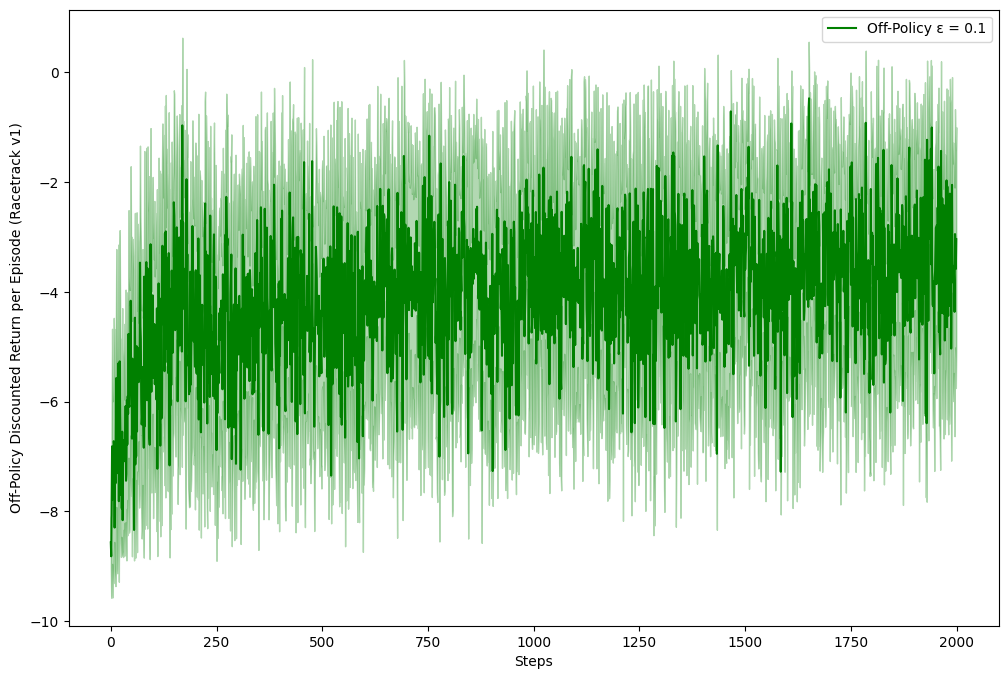 Off-Policy ε = 0.1
Off-Policy Discounted Return per Episode (Racetrack v1)
0
−2
−4
−6
−8
−10
0 250 500 750 1000 1250 1500 1750 2000
Steps